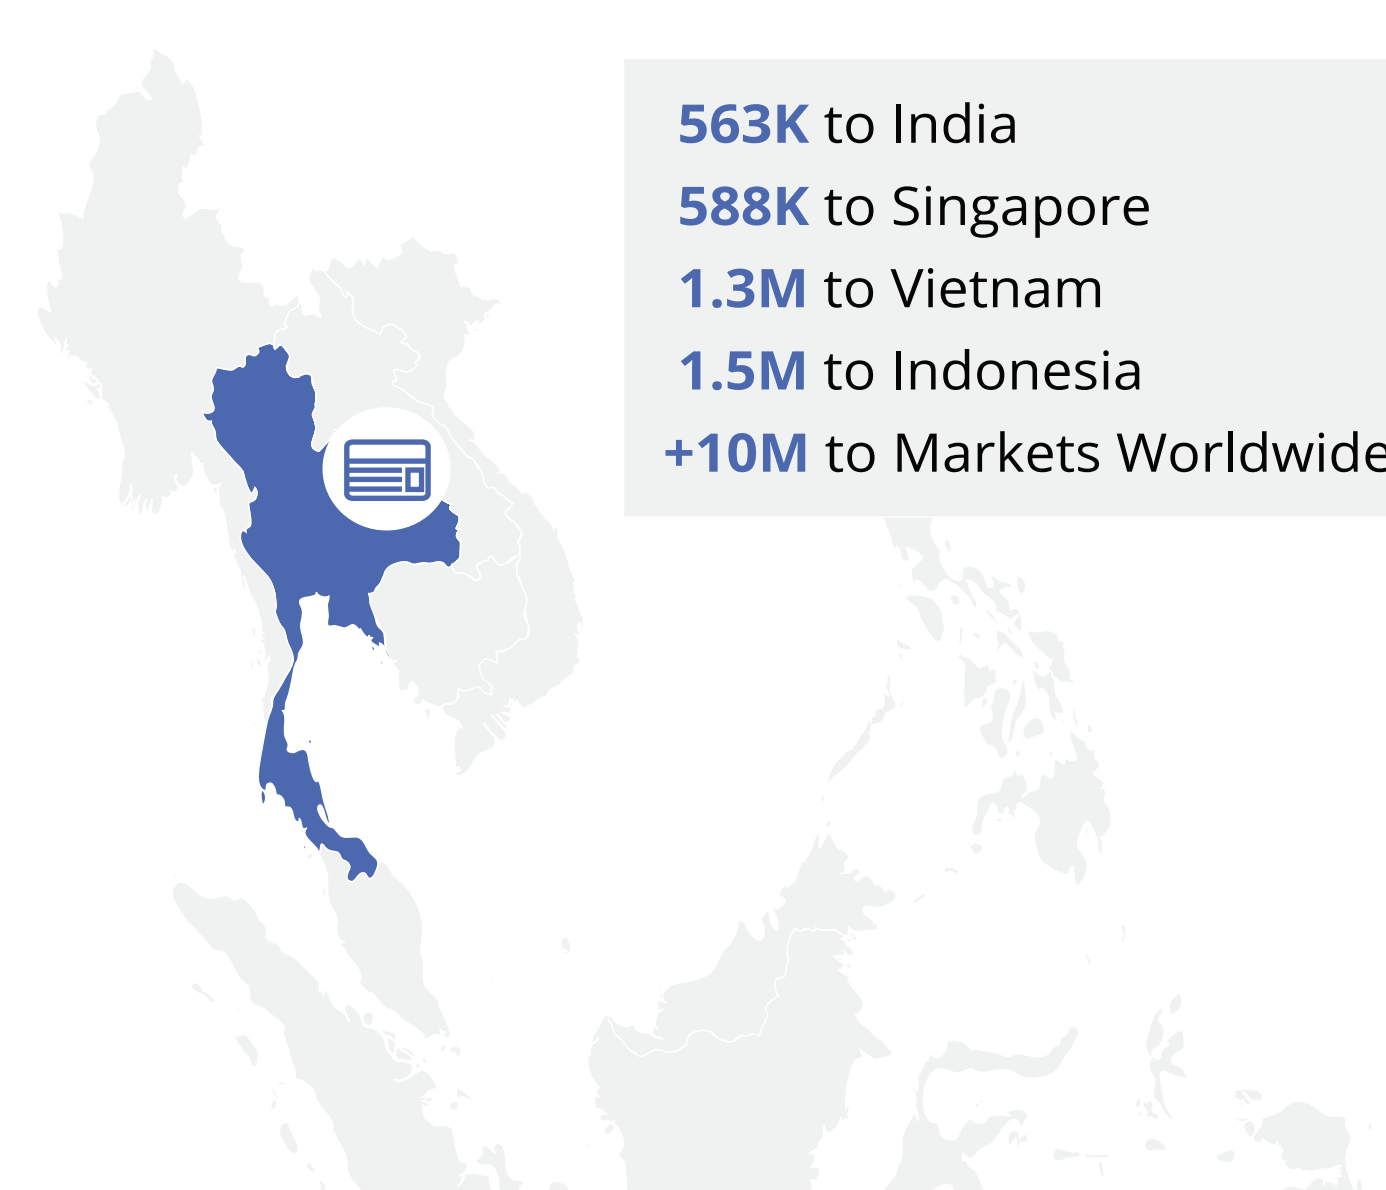 563K to India
588K to Singapore
1.3M to Vietnam
1.5M to Indonesia
+10M to Markets Worldwide